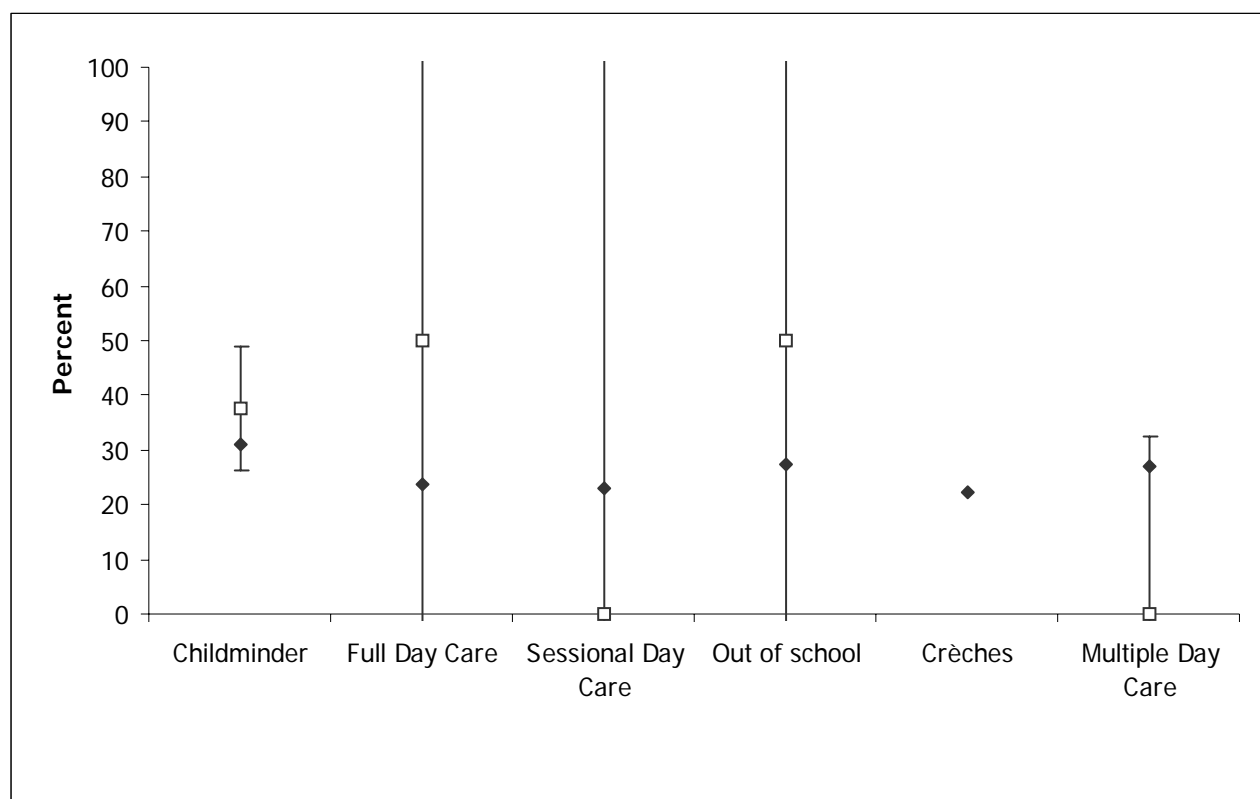 100
90
80
70
60
50
40
30
20
10
0
Percent
Childminder
Full Day Care
Sessional Day
Care
Out of school
Crèches
Multiple Day
Care